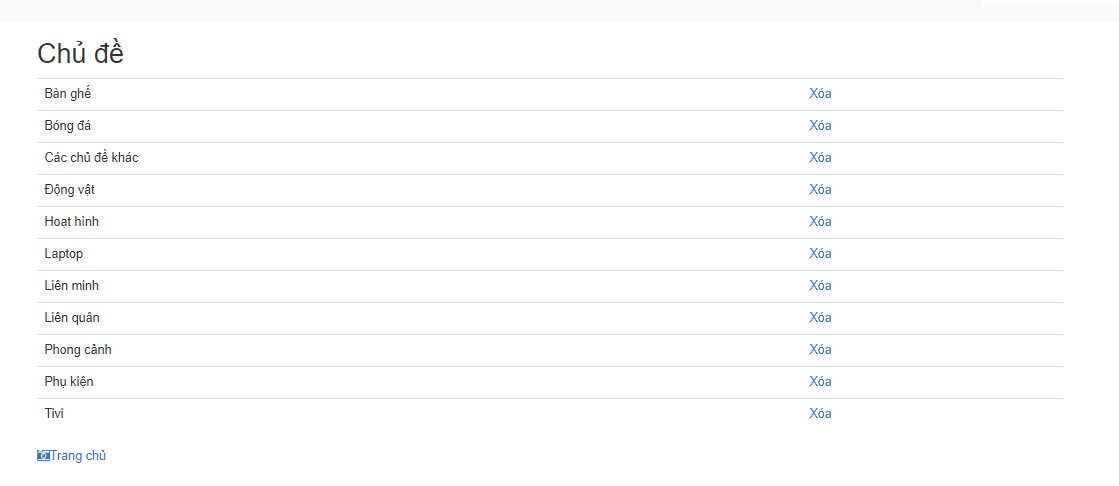 Chủ đề
Bàn ghế Xóa
Bóng đá Xóa
Các chủ đề khác Xóa
Động vật Xóa
Hoạt hình Xóa
Laptop Xóa
Liên minh Xóa
Liên quân Xóa
Phong cảnh Xóa
Phụ kiện Xóa
Tivi Xóa
Trang chủ